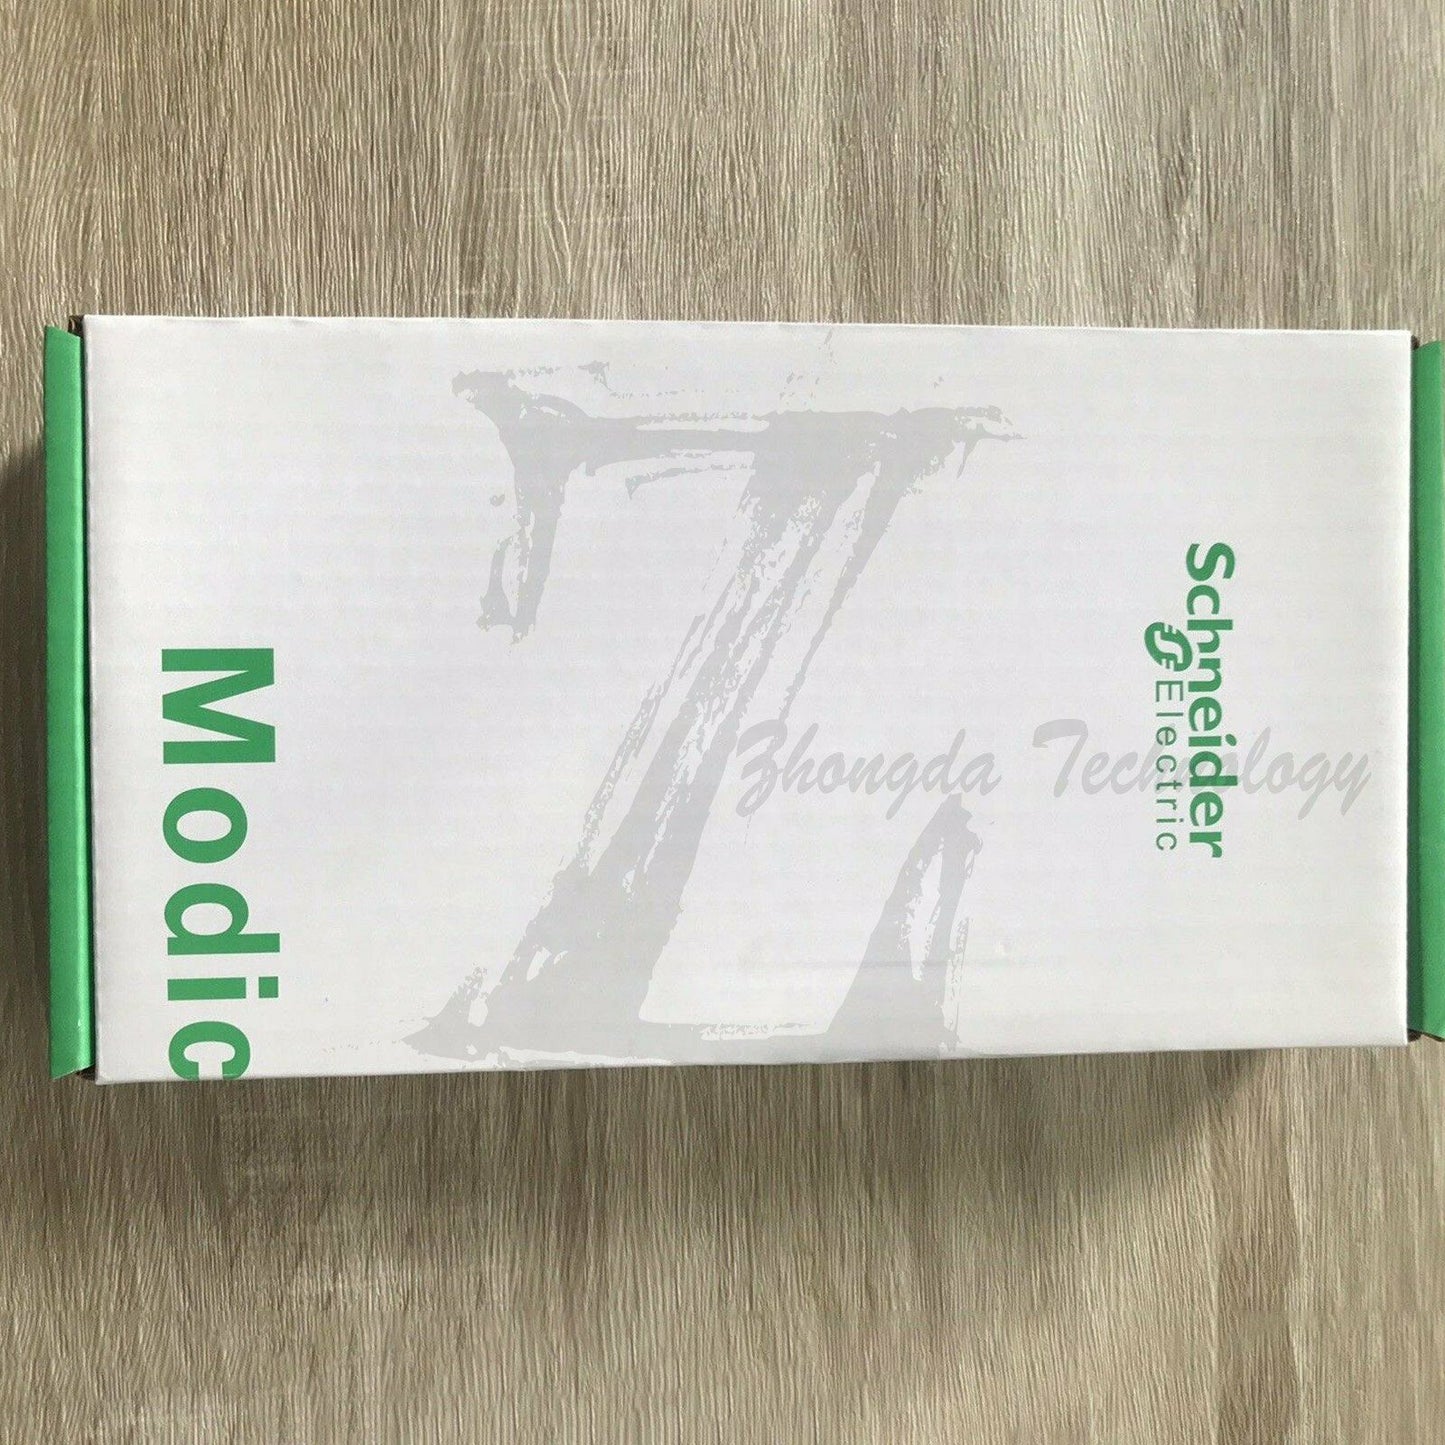 Modic
Schneider
Electric
Z
Zhongda Technology